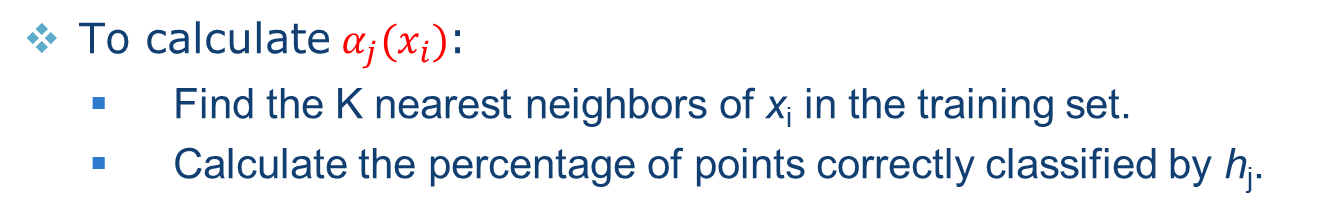 ❖ To calculate αⱼ(xᵢ):
▪ Find the K nearest neighbors of xᵢ in the training set.
▪ Calculate the percentage of points correctly classified by hⱼ.